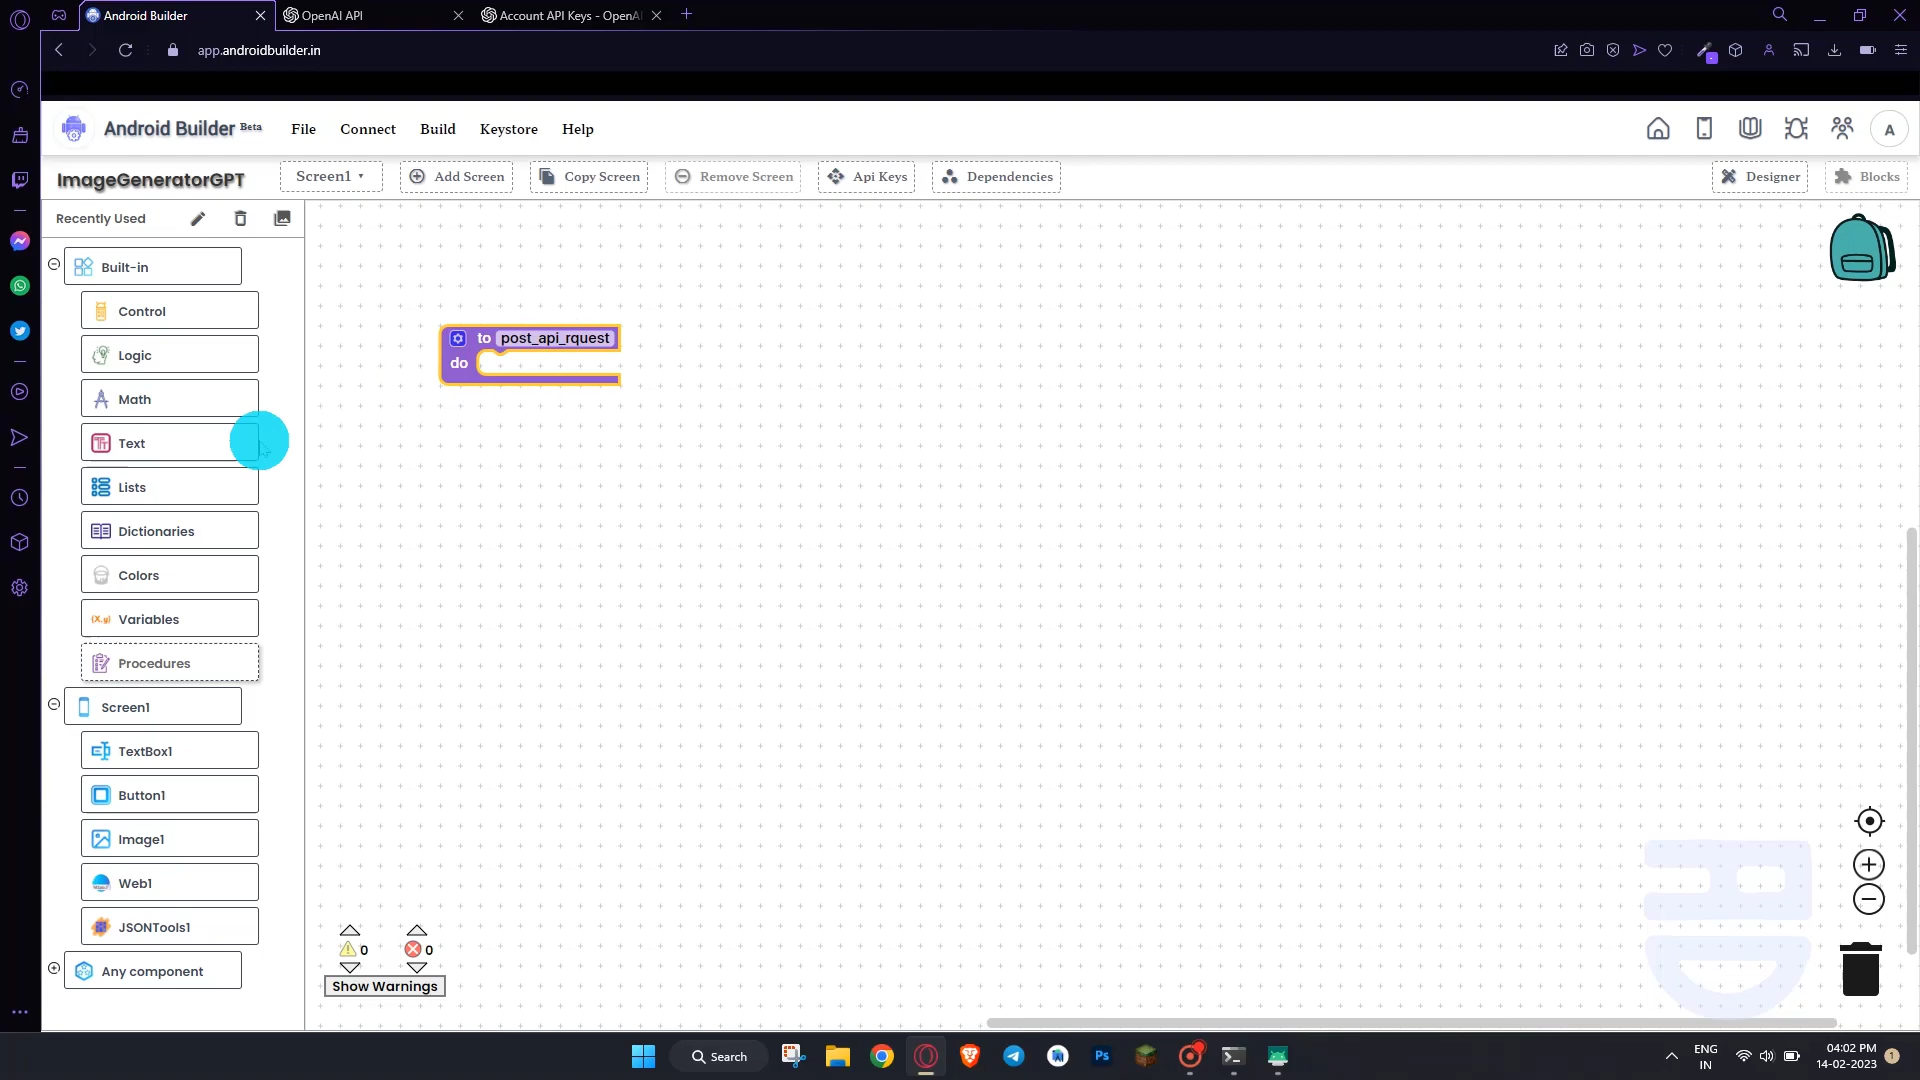 Android Builder
OpenAI API
Account API Keys - OpenA
app.androidbuilder.in
Android Builder Beta
File
Connect
Build
Keystore
Help
A
ImageGeneratorGPT
Screen1
Add Screen
Copy Screen
Remove Screen
Api Keys
Dependencies
Designer
Blocks
Recently Used
Built-in
Control
Logic
Math
Text
Lists
Dictionaries
Colors
Variables
Procedures
Screen1
TextBox1
Button1
Image1
Web1
JSONTools1
Any component
to post_api_rquest
do
0
0
Show Warnings
Search
Ps
ENG
IN
04:02 PM
14-02-2023
1